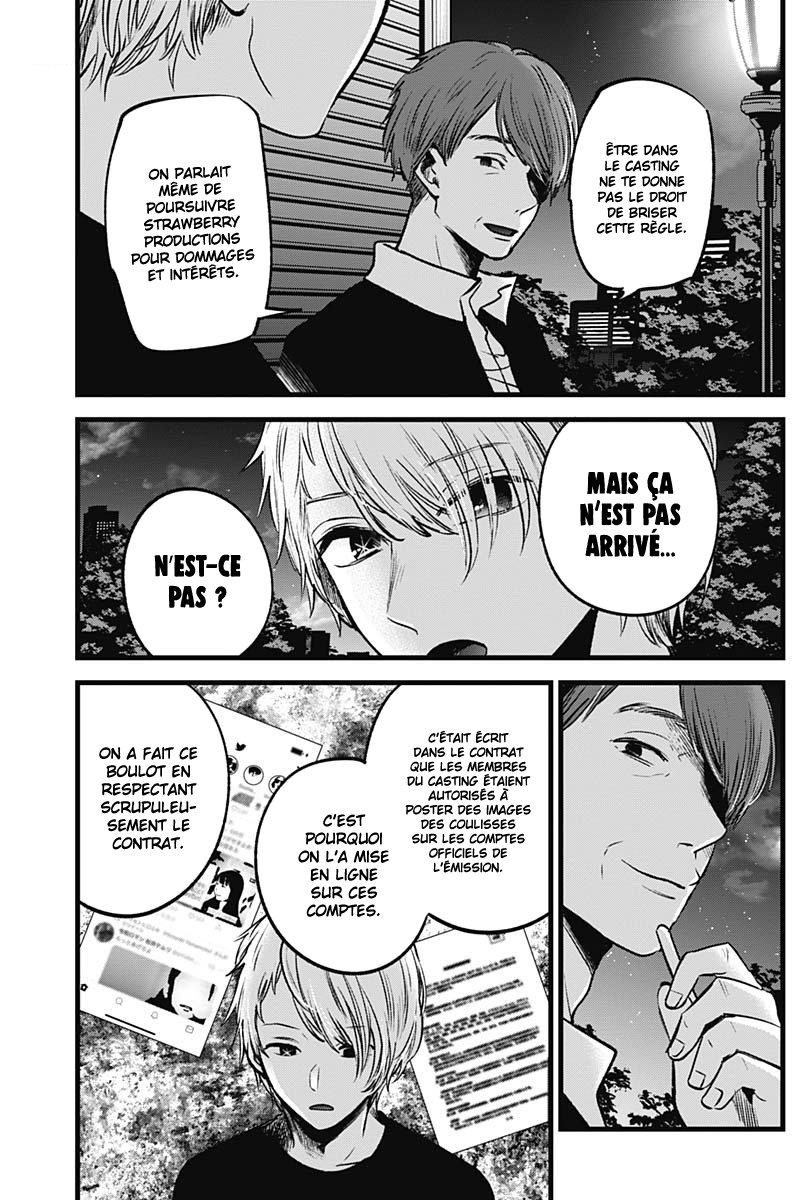 ÊTRE DANS
LE CASTING
NE TE DONNE
PAS LE DROIT
DE BRISER
CETTE RÈGLE.
ON PARLAIT
MÊME DE
POURSUIVRE
STRAWBERRY
PRODUCTIONS
POUR DOMMAGES
ET INTÉRÊTS.
MAIS ÇA
N'EST PAS
ARRIVÉ...
N'EST-CE
PAS ?
C'ÉTAIT ÉCRIT
DANS LE CONTRAT
QUE LES MEMBRES
DU CASTING ÉTAIENT
AUTORISÉS À
POSTER DES IMAGES
DES COULISSES
SUR LES COMPTES
OFFICIELS DE
L'ÉMISSION.
C'EST
POURQUOI
ON L'A MISE
EN LIGNE
SUR CES
COMPTES.
ON A FAIT CE
BOULOT EN
RESPECTANT
SCRUPULEU-
SEMENT LE
CONTRAT.